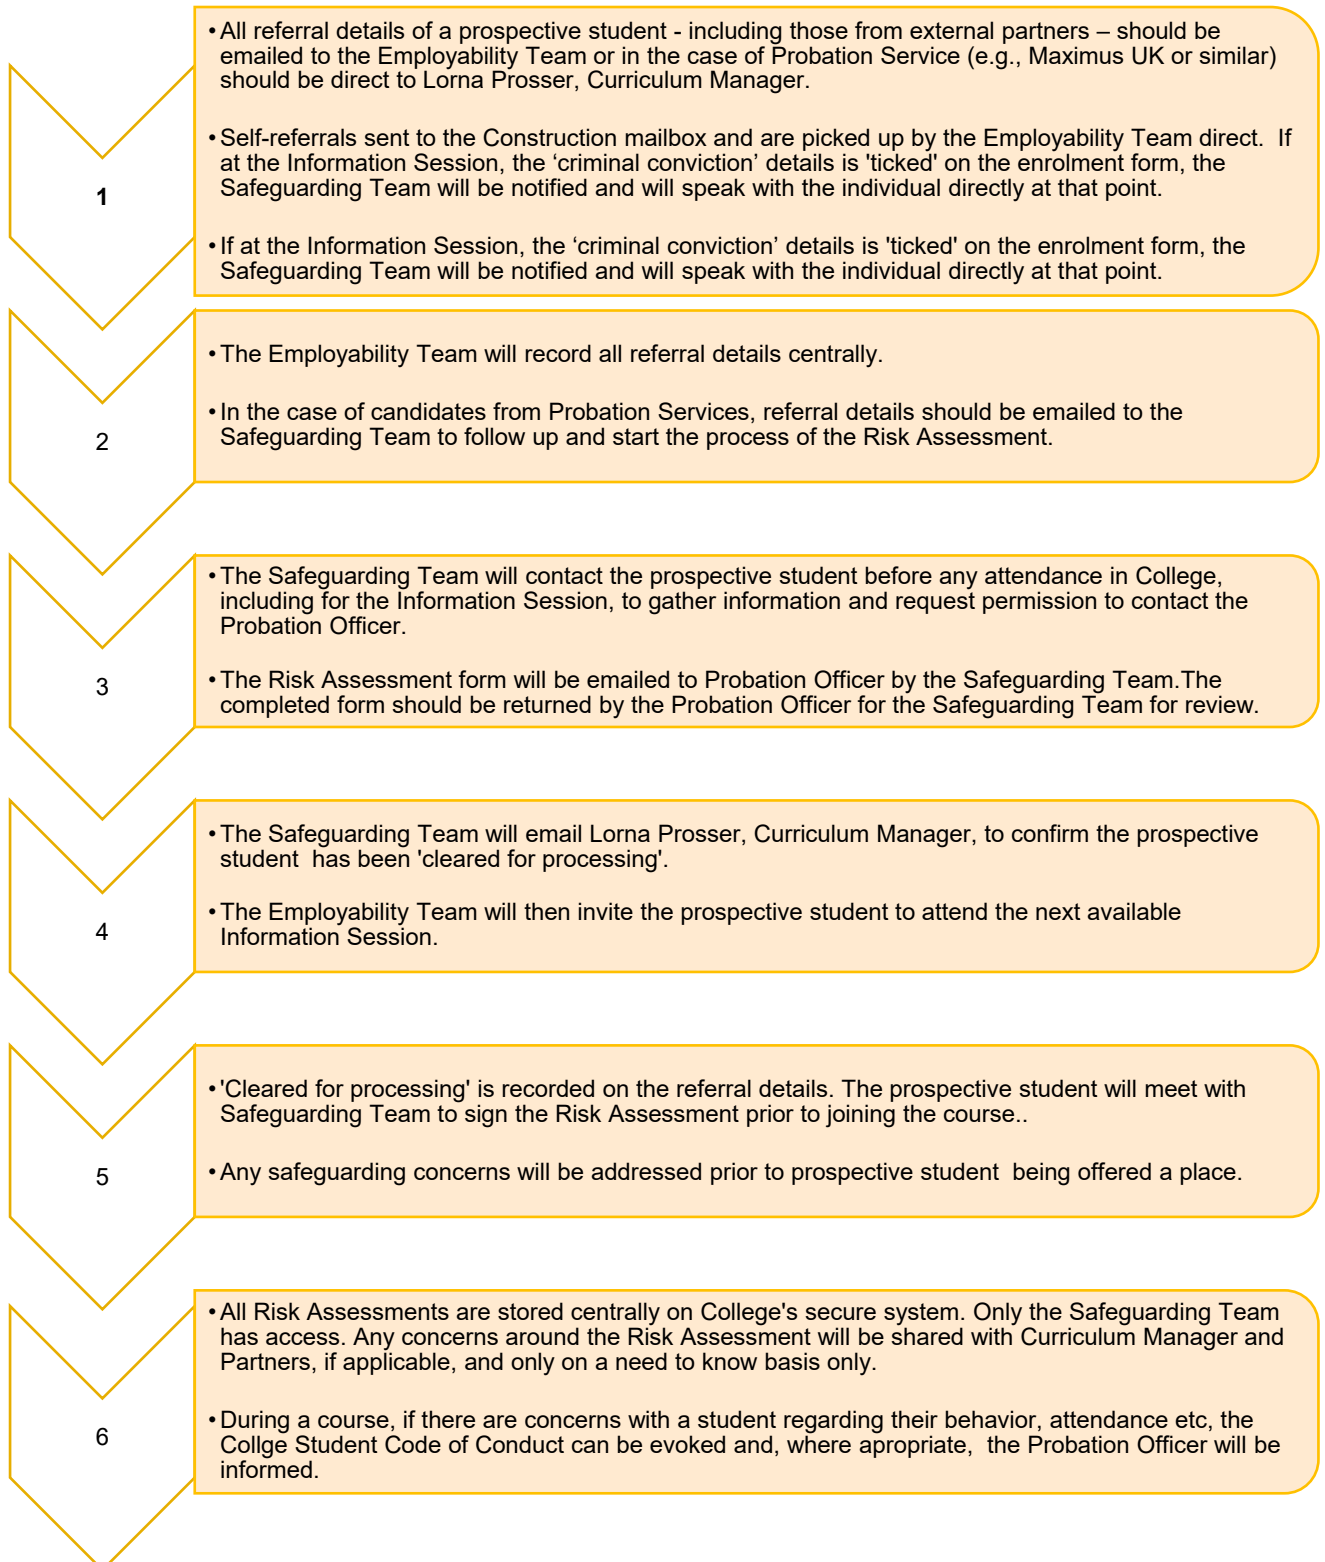 • All referral details of a prospective student - including those from external partners – should be
emailed to the Employability Team or in the case of Probation Service (e.g., Maximus UK or similar)
should be direct to Lorna Prosser, Curriculum Manager.
• Self-referrals sent to the Construction mailbox and are picked up by the Employability Team direct.  If
at the Information Session, the ‘criminal conviction’ details is 'ticked' on the enrolment form, the
Safeguarding Team will be notified and will speak with the individual directly at that point.
1
• If at the Information Session, the ‘criminal conviction’ details is 'ticked' on the enrolment form, the
Safeguarding Team will be notified and will speak with the individual directly at that point.
• The Employability Team will record all referral details centrally.
• In the case of candidates from Probation Services, referral details should be emailed to the
Safeguarding Team to follow up and start the process of the Risk Assessment.
2
• The Safeguarding Team will contact the prospective student before any attendance in College,
including for the Information Session, to gather information and request permission to contact the
Probation Officer.
3
• The Risk Assessment form will be emailed to Probation Officer by the Safeguarding Team.The
completed form should be returned by the Probation Officer for the Safeguarding Team for review.
• The Safeguarding Team will email Lorna Prosser, Curriculum Manager, to confirm the prospective
student  has been 'cleared for processing'.
• The Employability Team will then invite the prospective student to attend the next available
Information Session.
4
• 'Cleared for processing' is recorded on the referral details. The prospective student will meet with
Safeguarding Team to sign the Risk Assessment prior to joining the course..
• Any safeguarding concerns will be addressed prior to prospective student  being offered a place.
5
• All Risk Assessments are stored centrally on College's secure system. Only the Safeguarding Team
has access. Any concerns around the Risk Assessment will be shared with Curriculum Manager and
Partners, if applicable, and only on a need to know basis only.
• During a course, if there are concerns with a student regarding their behavior, attendance etc, the
Collge Student Code of Conduct can be evoked and, where apropriate,  the Probation Officer will be
informed.
6